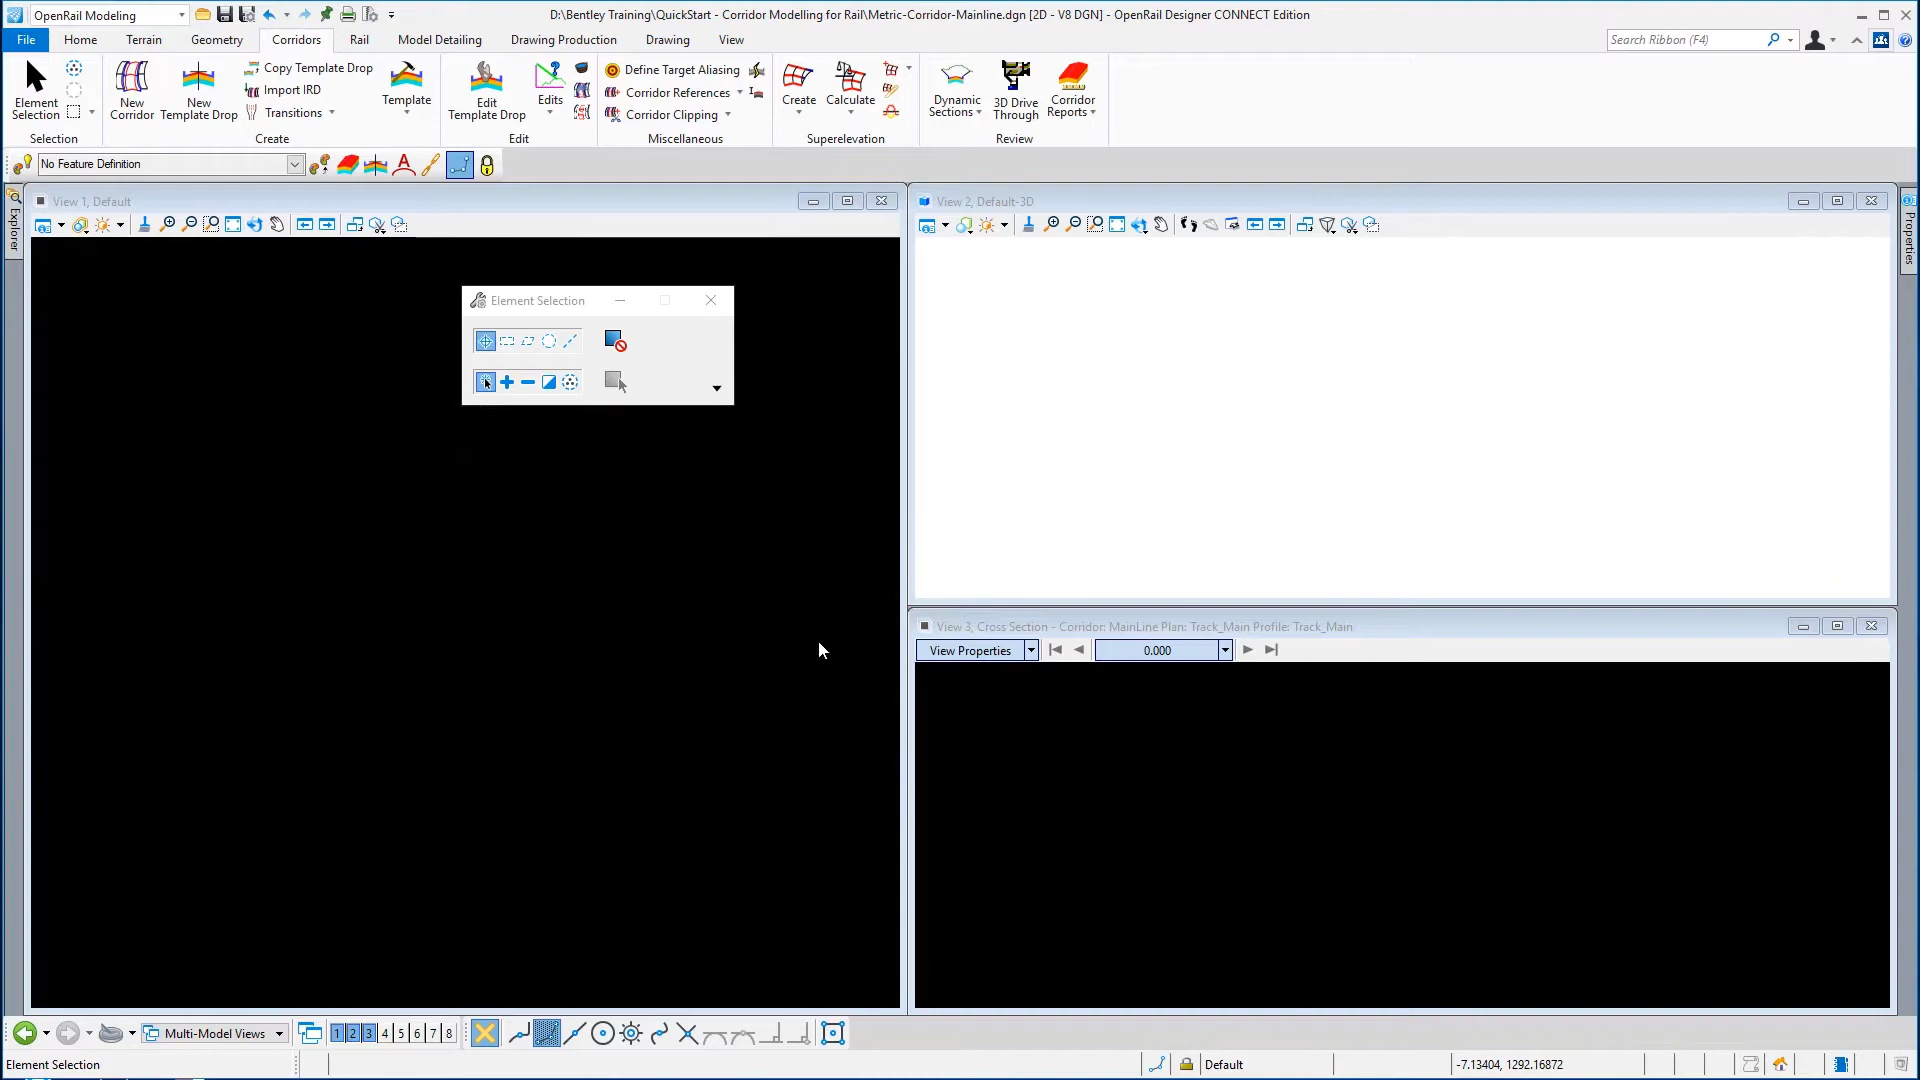 OpenRail Modeling
D:\Bentley Training\QuickStart - Corridor Modelling for Rail\Metric-Corridor-Mainline.dgn [2D - V8 DGN] - OpenRail Designer CONNECT Edition
File Home Terrain Geometry Corridors Rail Model Detailing Drawing Production Drawing View
Search Ribbon (F4)
Element Selection
New Corridor
New Template Drop
Copy Template Drop
Import IRD
Transitions
Template
Edit Template Drop
Edits
Define Target Aliasing
Corridor References
Corridor Clipping
Create
Calculate
Dynamic Sections
3D Drive Through
Corridor Reports
Selection Create Edit Miscellaneous Superelevation Review
No Feature Definition
Explorer
View 1, Default
View 2, Default-3D
Properties
Element Selection
View 3, Cross Section - Corridor: MainLine Plan: Track_Main Profile: Track_Main
View Properties
0.000
Multi-Model Views
1 2 3 4 5 6 7 8
Element Selection
Default
-7.13404, 1292.16872